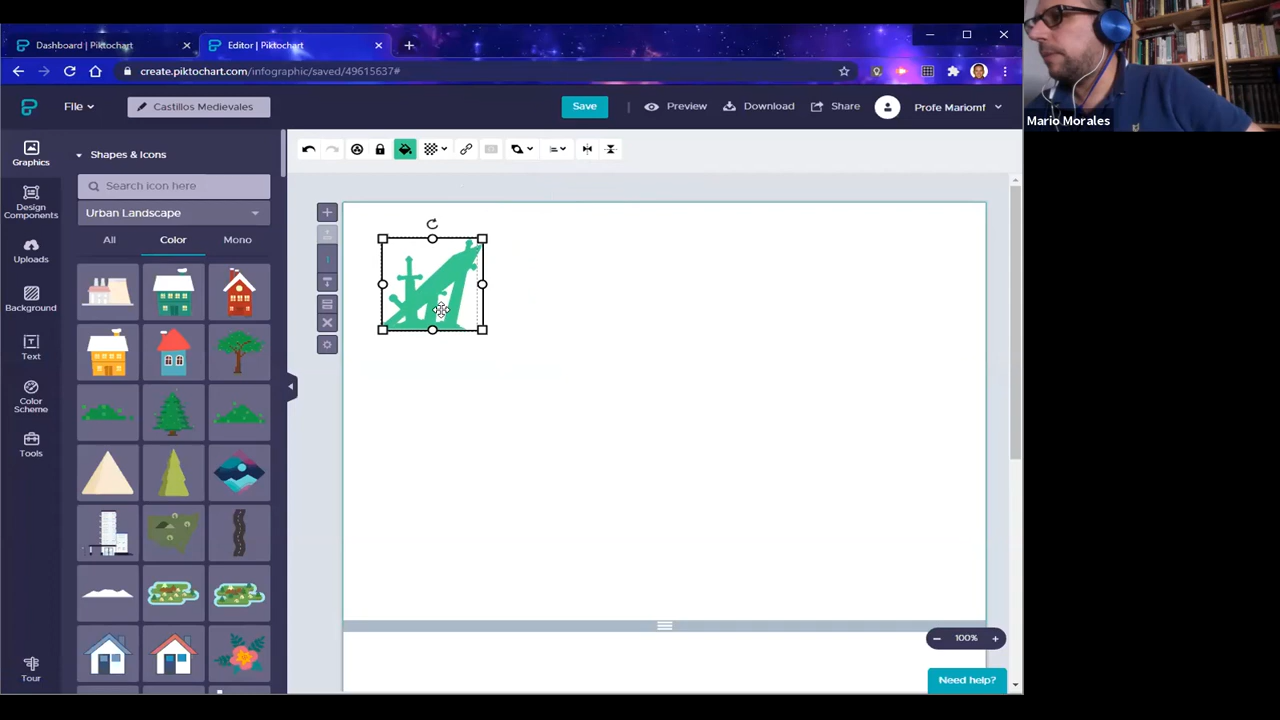 Dashboard | Piktochart
Editor | Piktochart
create.piktochart.com/infographic/saved/49615637#
File
Castillos Medievales
Save
Preview
Download
Share
Profe Mariomf
Mario Morales
Graphics
Design
Components
Uploads
Background
Text
Color
Scheme
Tools
Tour
Shapes & Icons
Search icon here
Urban Landscape
All
Color
Mono
1
100%
Need help?